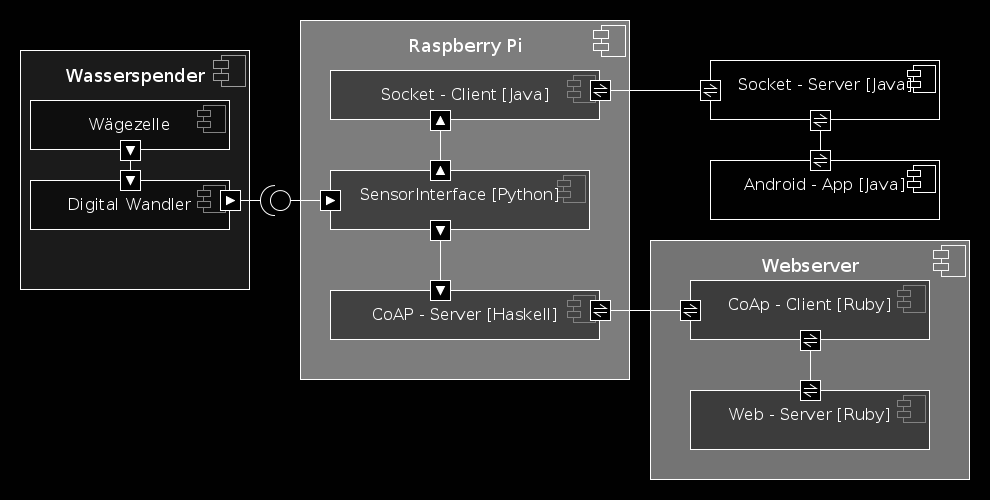 Wasserspender
Wägezelle
Digital Wandler
Raspberry Pi
Socket - Client [Java]
SensorInterface [Python]
CoAP - Server [Haskell]
Socket - Server [Java]
Android - App [Java]
Webserver
CoAp - Client [Ruby]
Web - Server [Ruby]